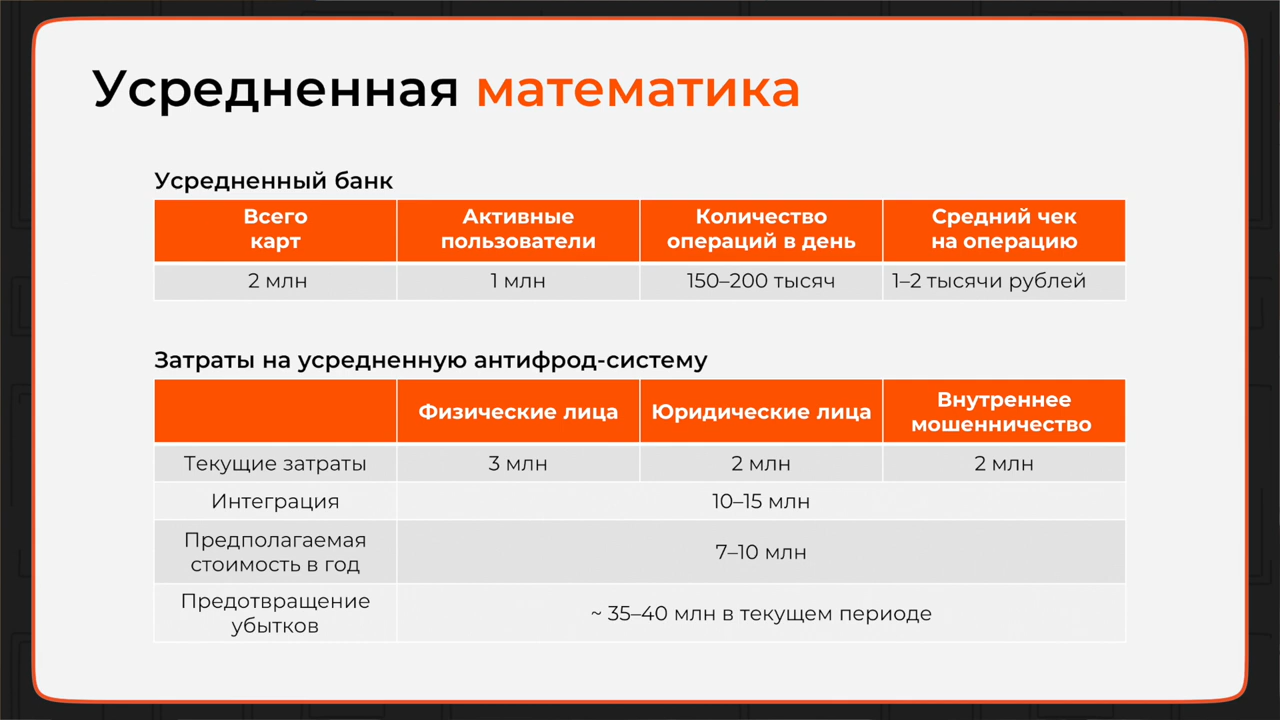 Усредненная математика
Усредненный банк
Всего карт
Активные пользователи
Количество операций в день
Средний чек на операцию
2 млн
1 млн
150–200 тысяч
1–2 тысячи рублей
Затраты на усредненную антифрод-систему
Физические лица
Юридические лица
Внутреннее мошенничество
Текущие затраты
3 млн
2 млн
2 млн
Интеграция
10–15 млн
Предполагаемая стоимость в год
7–10 млн
Предотвращение убытков
~ 35–40 млн в текущем периоде